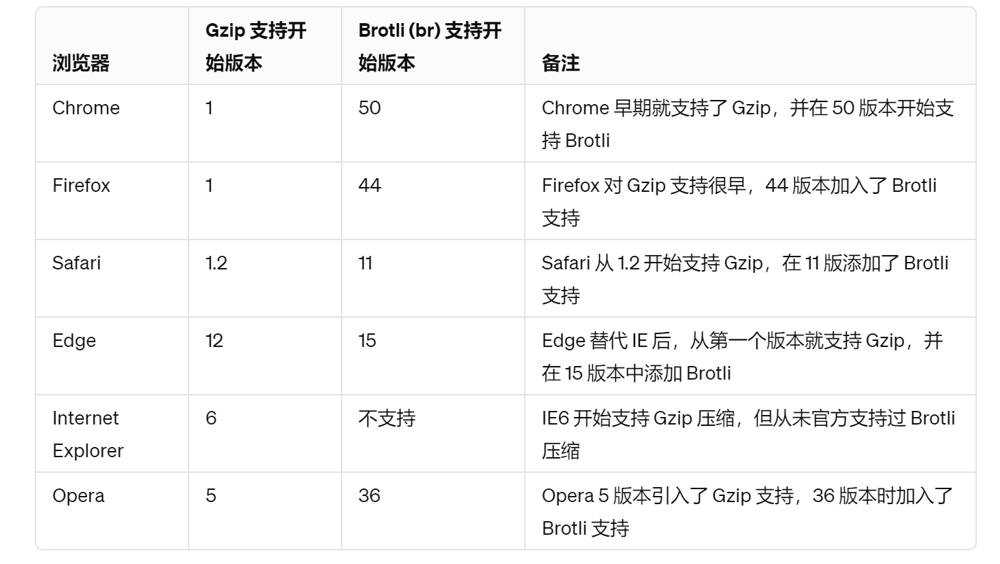 浏览器
Gzip 支持开
始版本
Brotli (br) 支持开
始版本
备注
Chrome
1
50
Chrome 早期就支持了 Gzip，并在 50 版本开始支
持 Brotli
Firefox
1
44
Firefox 对 Gzip 支持很早，44 版本加入了 Brotli
支持
Safari
1.2
11
Safari 从 1.2 开始支持 Gzip，在 11 版添加了 Brotli
支持
Edge
12
15
Edge 替代 IE 后，从第一个版本就支持 Gzip，并
在 15 版本中添加 Brotli
Internet
Explorer
6
不支持
IE6 开始支持 Gzip 压缩，但从未官方支持过 Brotli
压缩
Opera
5
36
Opera 5 版本引入了 Gzip 支持，36 版本时加入了
Brotli 支持